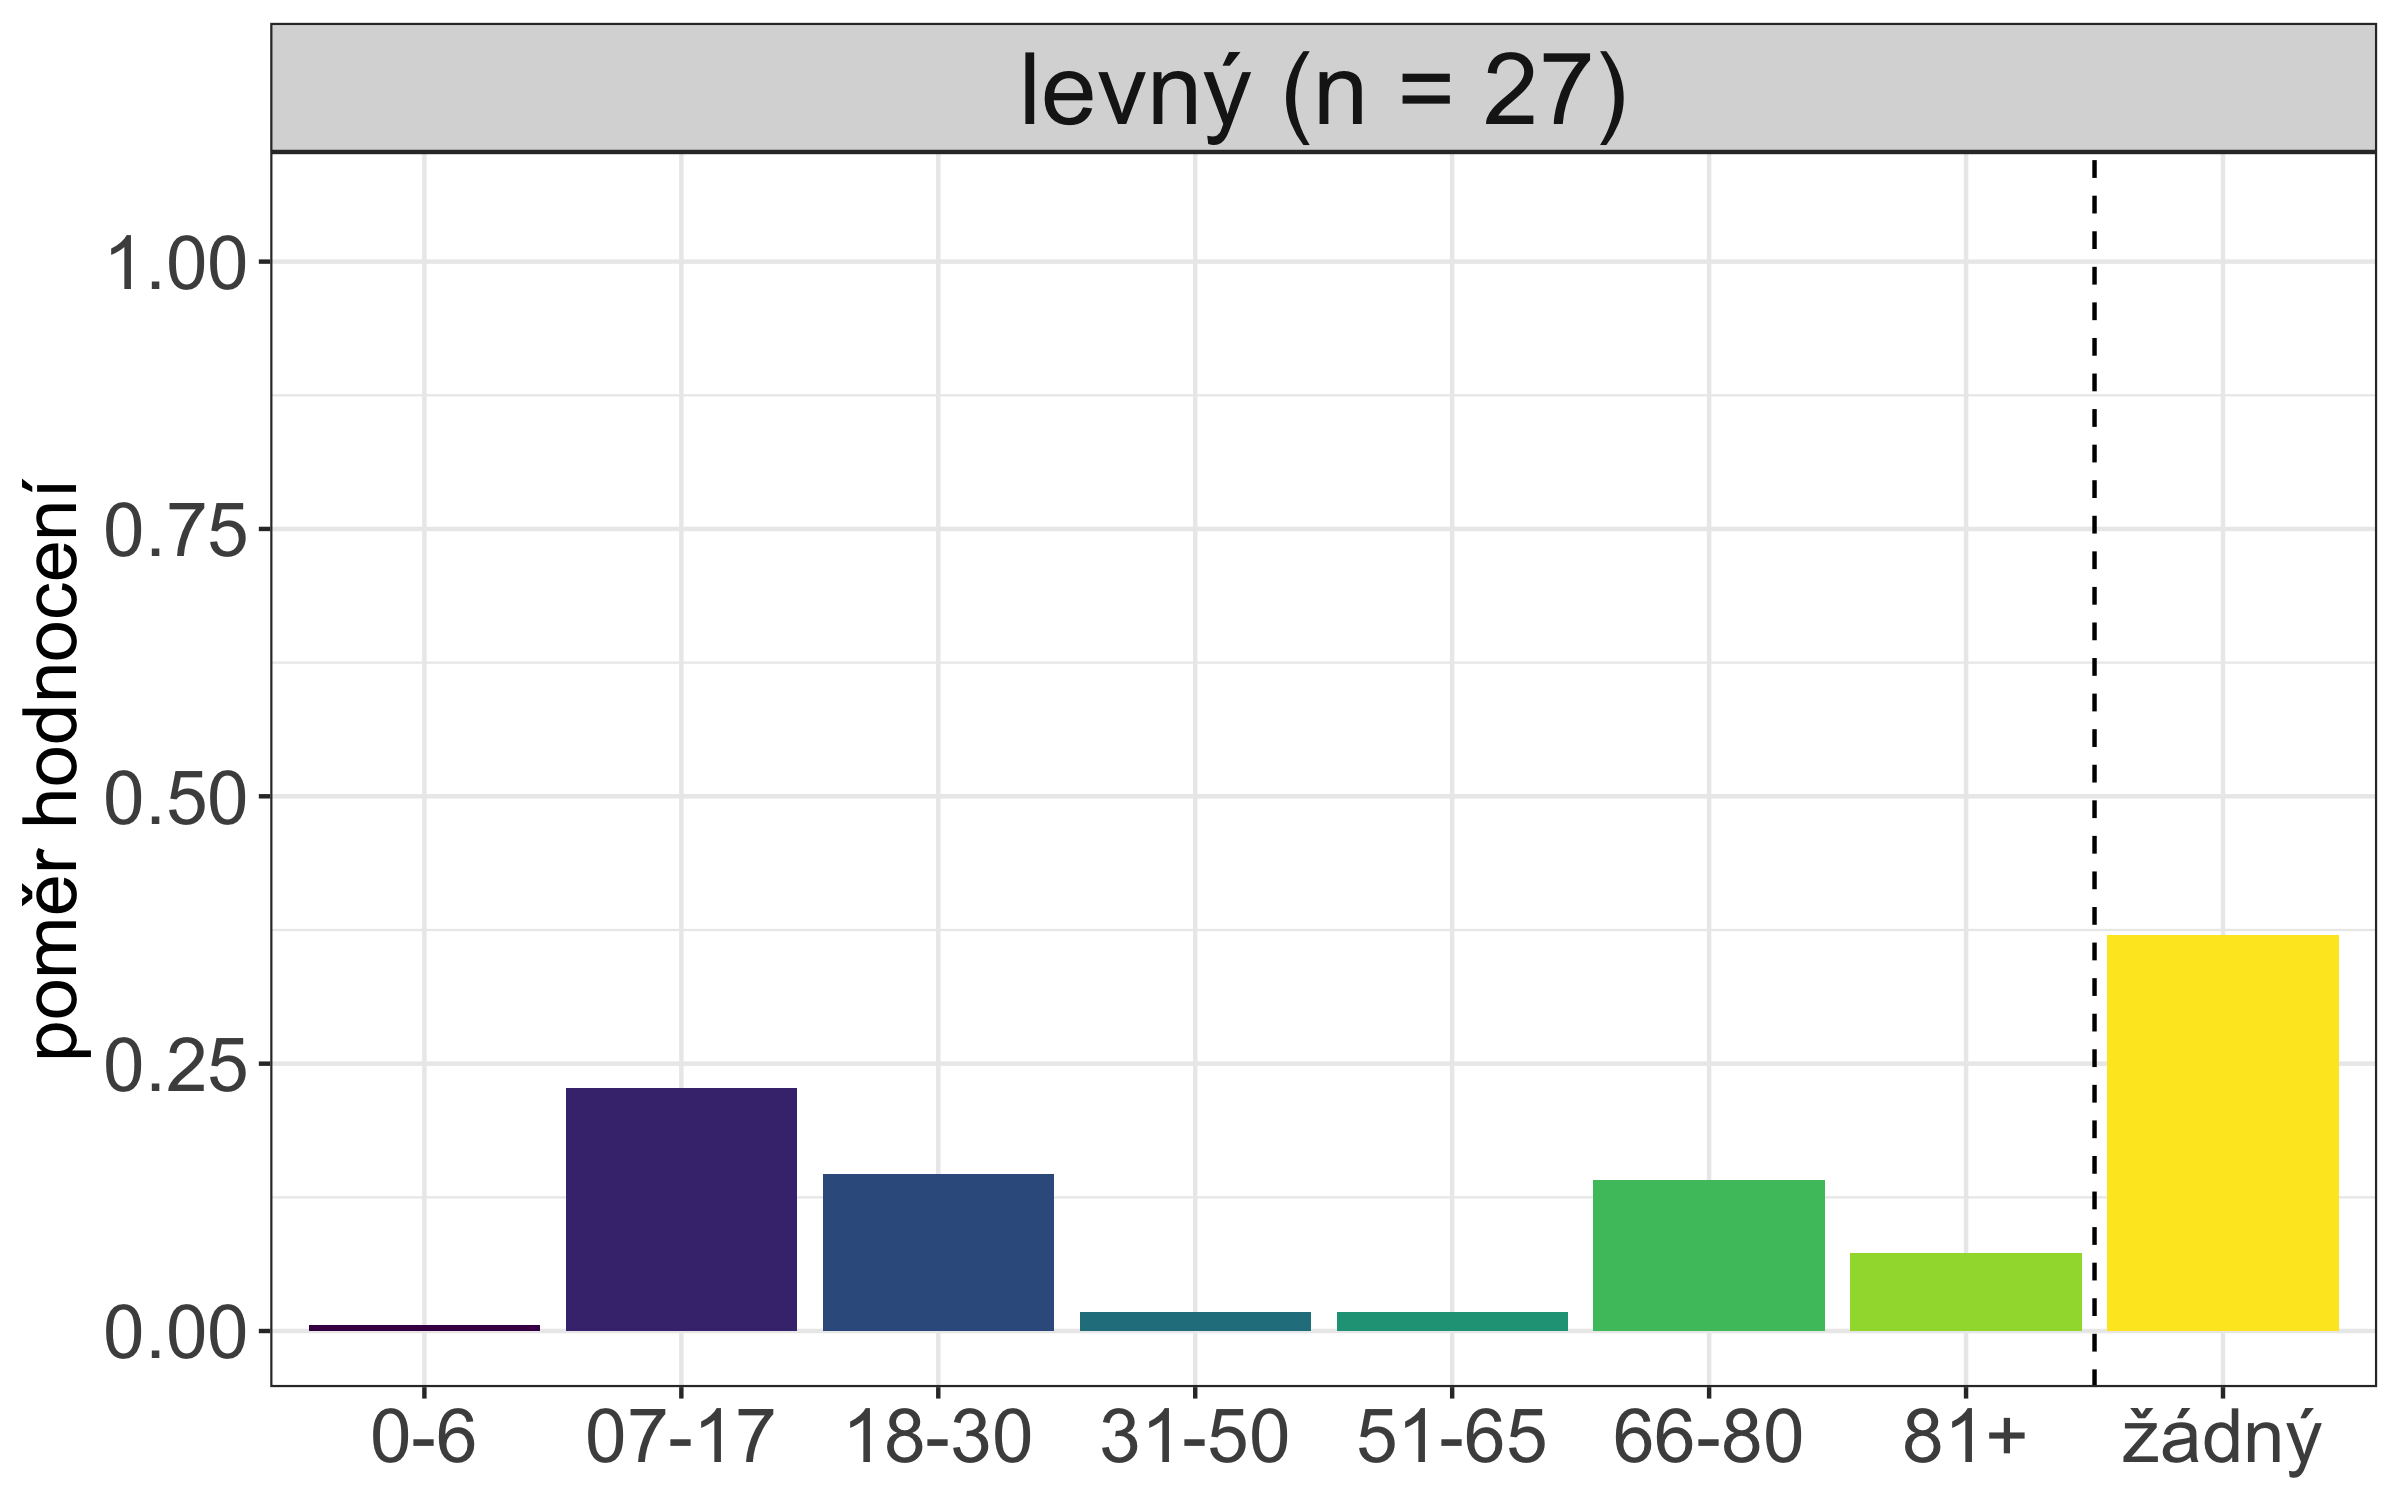 levný (n = 27)
poměr hodnocení
1.00
0.75
0.50
0.25
0.00
0-6 07-17 18-30 31-50 51-65 66-80 81+ žádný